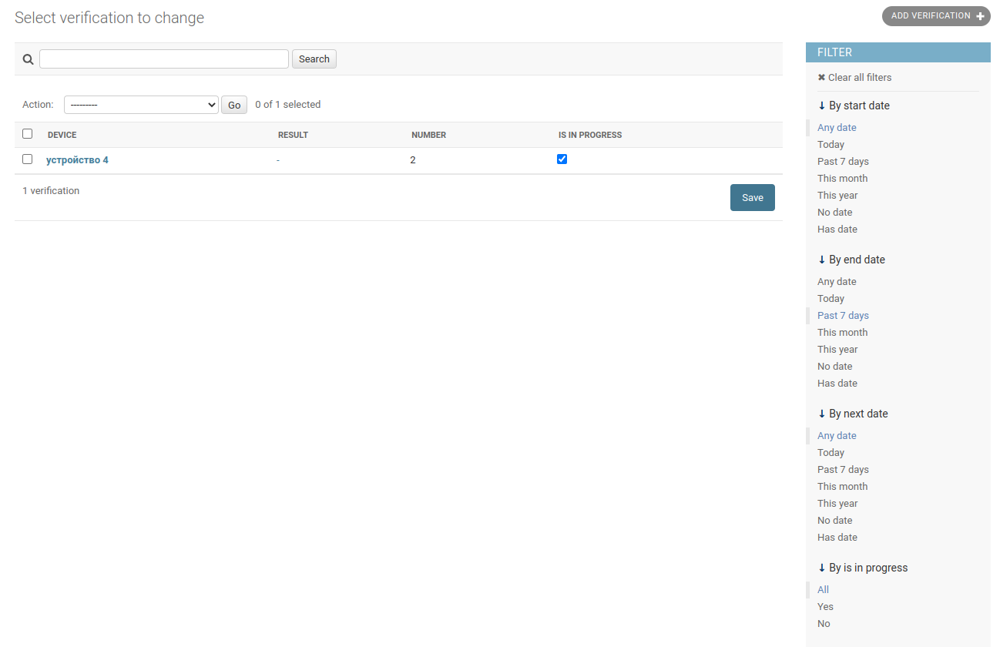 Select verification to change
ADD VERIFICATION
Search
Action: --------- Go 0 of 1 selected
DEVICE RESULT NUMBER IS IN PROGRESS
устройство 4 - 2
1 verification
Save
FILTER
✖ Clear all filters
↓ By start date
Any date
Today
Past 7 days
This month
This year
No date
Has date
↓ By end date
Any date
Today
Past 7 days
This month
This year
No date
Has date
↓ By next date
Any date
Today
Past 7 days
This month
This year
No date
Has date
↓ By is in progress
All
Yes
No